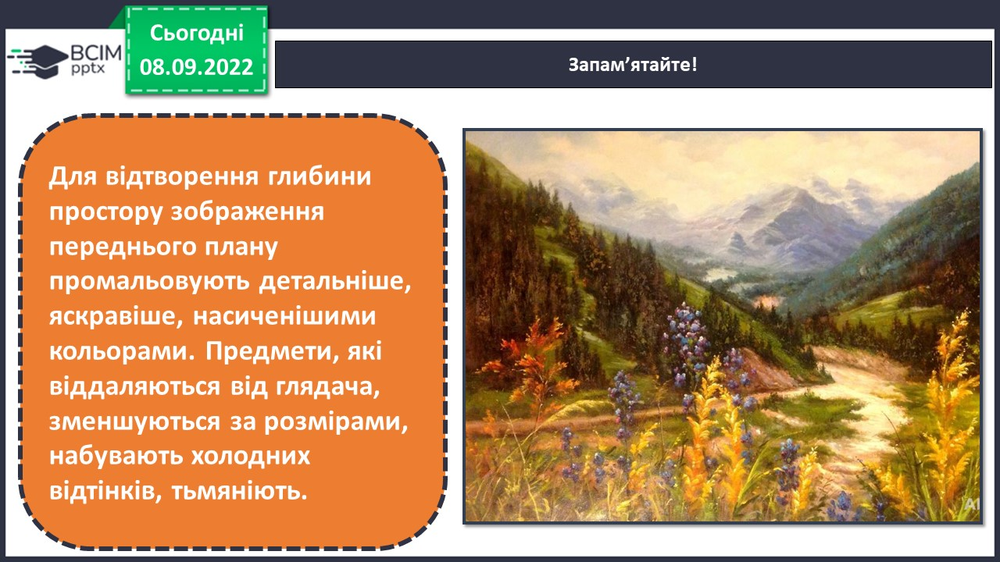 Сьогодні
08.09.2022
ВСІМ
pptx
Запам’ятайте!
Для відтворення глибини
простору зображення
переднього плану
промальовують детальніше,
яскравіше, насиченішими
кольорами. Предмети, які
віддаляються від глядача,
зменшуються за розмірами,
набувають холодних
відтінків, тьмяніють.